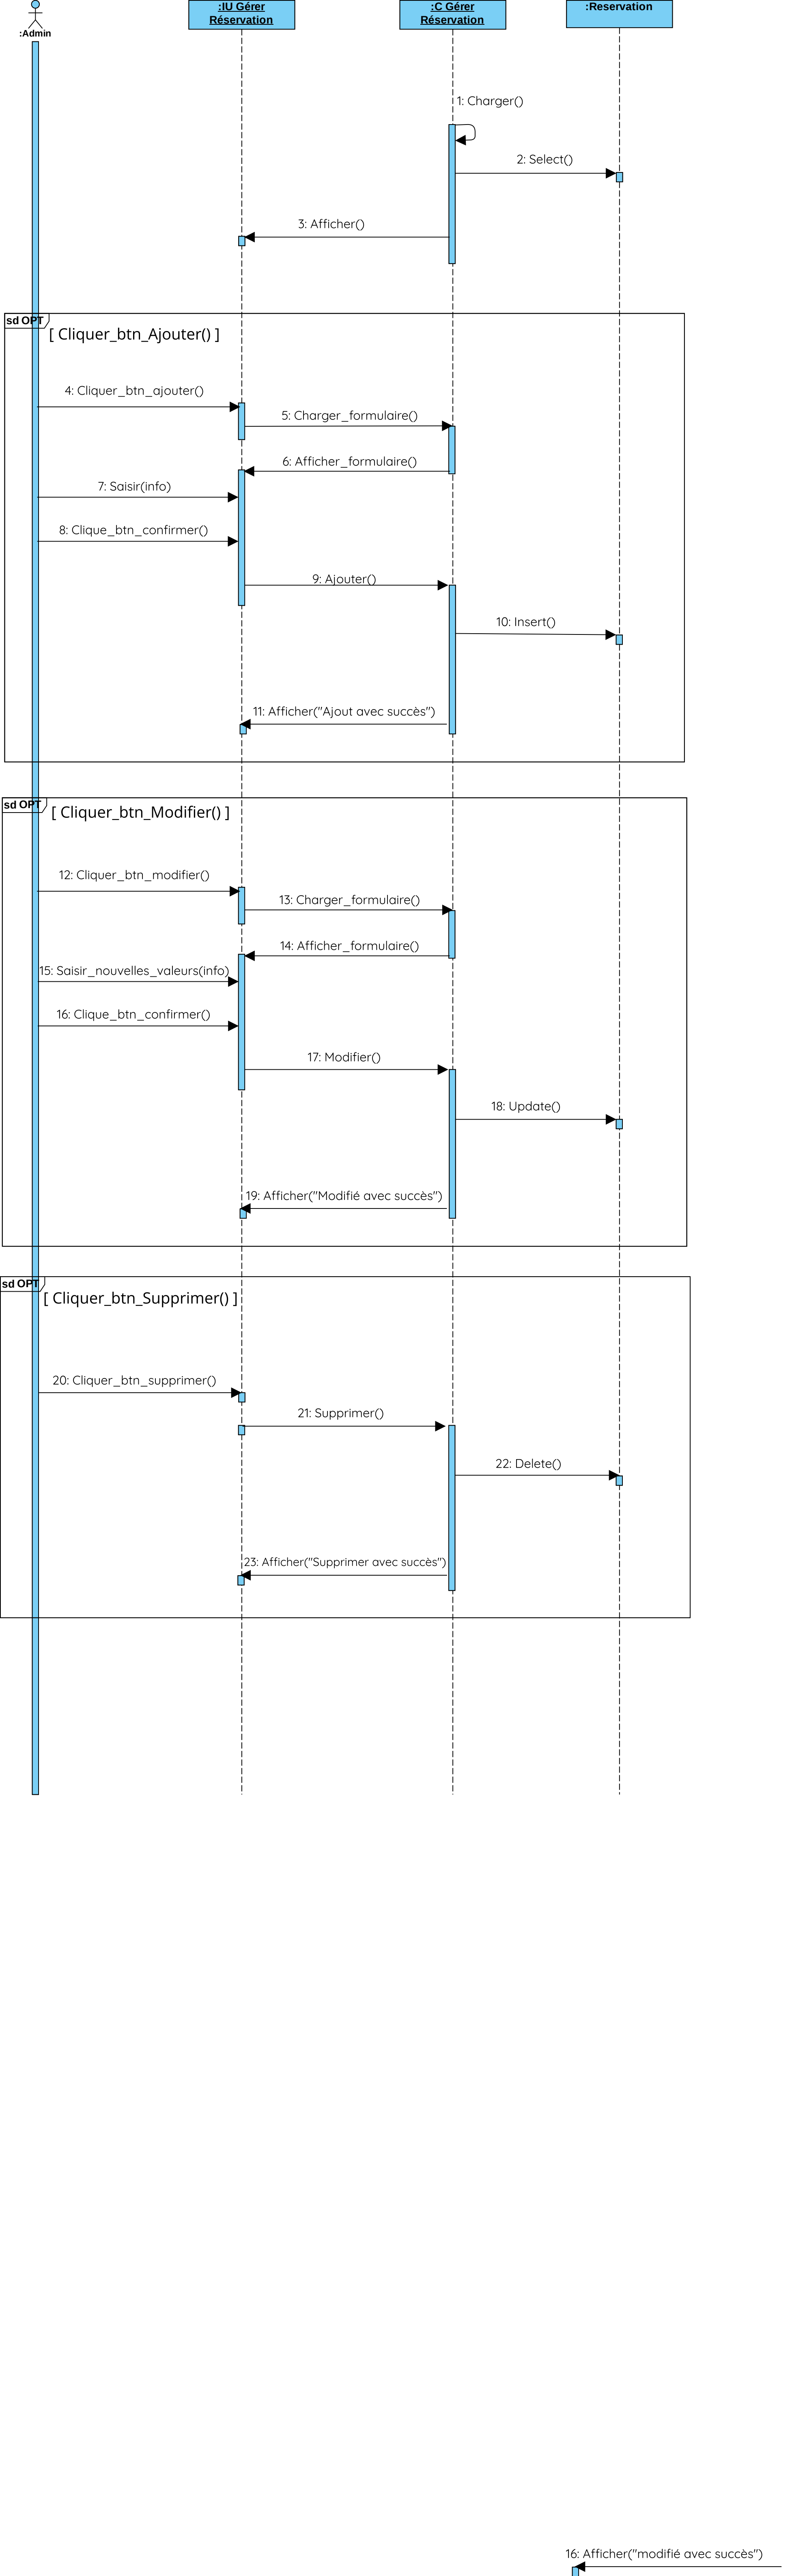 :Admin
:IU Gérer
Réservation
:C Gérer
Réservation
:Reservation
1: Charger()
2: Select()
3: Afficher()
sd OPT
[ Cliquer_btn_Ajouter() ]
4: Cliquer_btn_ajouter()
5: Charger_formulaire()
6: Afficher_formulaire()
7: Saisir(info)
8: Clique_btn_confirmer()
9: Ajouter()
10: Insert()
11: Afficher("Ajout avec succès")
sd OPT
[ Cliquer_btn_Modifier() ]
12: Cliquer_btn_modifier()
13: Charger_formulaire()
14: Afficher_formulaire()
15: Saisir_nouvelles_valeurs(info)
16: Clique_btn_confirmer()
17: Modifier()
18: Update()
19: Afficher("Modifié avec succès")
sd OPT
[ Cliquer_btn_Supprimer() ]
20: Cliquer_btn_supprimer()
21: Supprimer()
22: Delete()
23: Afficher("Supprimer avec succès")
16: Afficher("modifié avec succès")